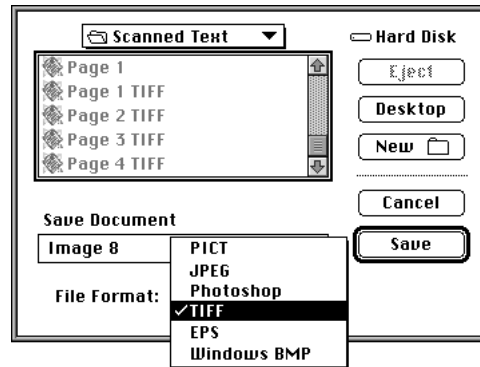 Scanned Text
Hard Disk
Page 1
Page 1 TIFF
Page 2 TIFF
Page 3 TIFF
Page 4 TIFF
Eject
Desktop
New
Cancel
Save
Save Document
Image 8
File Format:
PICT
JPEG
Photoshop
✓TIFF
EPS
Windows BMP